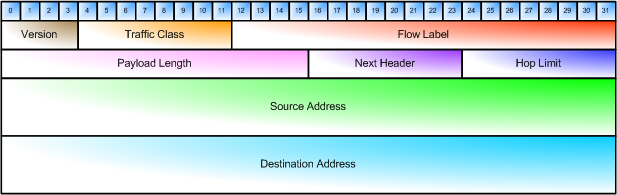 0 1 2 3 4 5 6 7 8 9 10 11 12 13 14 15 16 17 18 19 20 21 22 23 24 25 26 27 28 29 30 31
Version Traffic Class Flow Label
Payload Length Next Header Hop Limit
Source Address
Destination Address